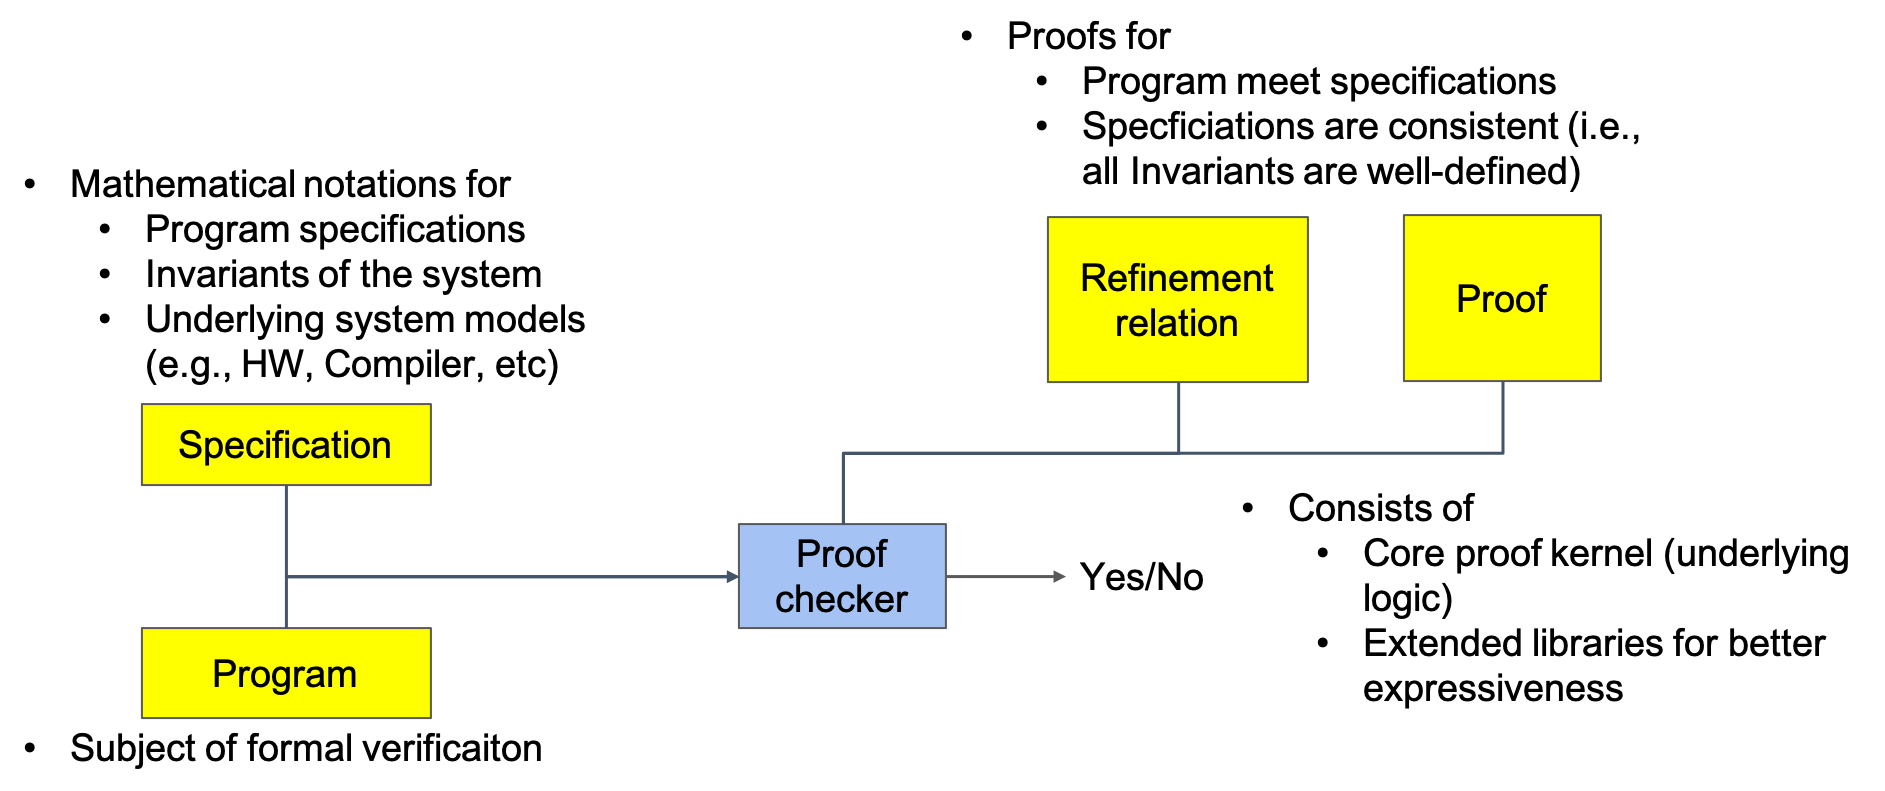 • Proofs for
• Program meet specifications
• Specficiations are consistent (i.e.,
all Invariants are well-defined)
• Mathematical notations for
• Program specifications
• Invariants of the system
• Underlying system models
(e.g., HW, Compiler, etc)
Refinement
relation
Proof
Specification
Proof
checker
Yes/No
• Consists of
• Core proof kernel (underlying
logic)
• Extended libraries for better
expressiveness
Program
• Subject of formal verificaiton